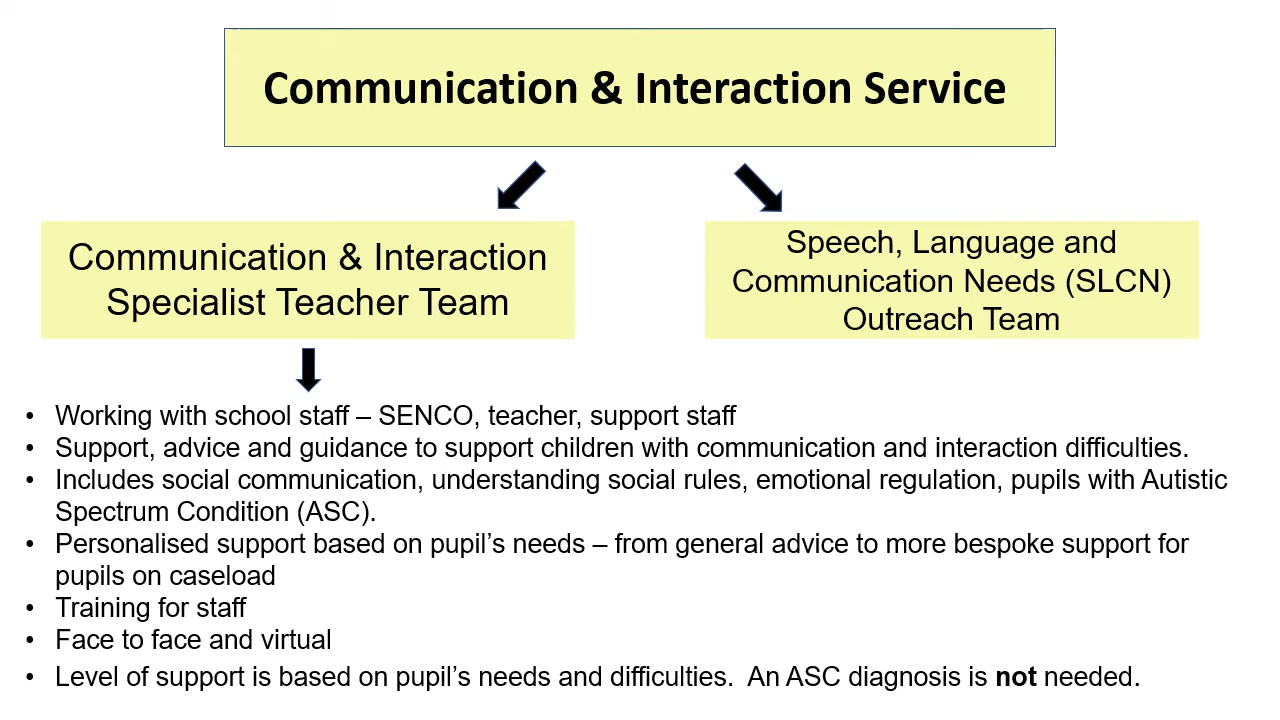 Communication & Interaction Service
Communication & Interaction
Specialist Teacher Team
Speech, Language and
Communication Needs (SLCN)
Outreach Team
• Working with school staff – SENCO, teacher, support staff
• Support, advice and guidance to support children with communication and interaction difficulties.
• Includes social communication, understanding social rules, emotional regulation, pupils with Autistic
Spectrum Condition (ASC).
• Personalised support based on pupil’s needs – from general advice to more bespoke support for
pupils on caseload
• Training for staff
• Face to face and virtual
• Level of support is based on pupil’s needs and difficulties.  An ASC diagnosis is not needed.